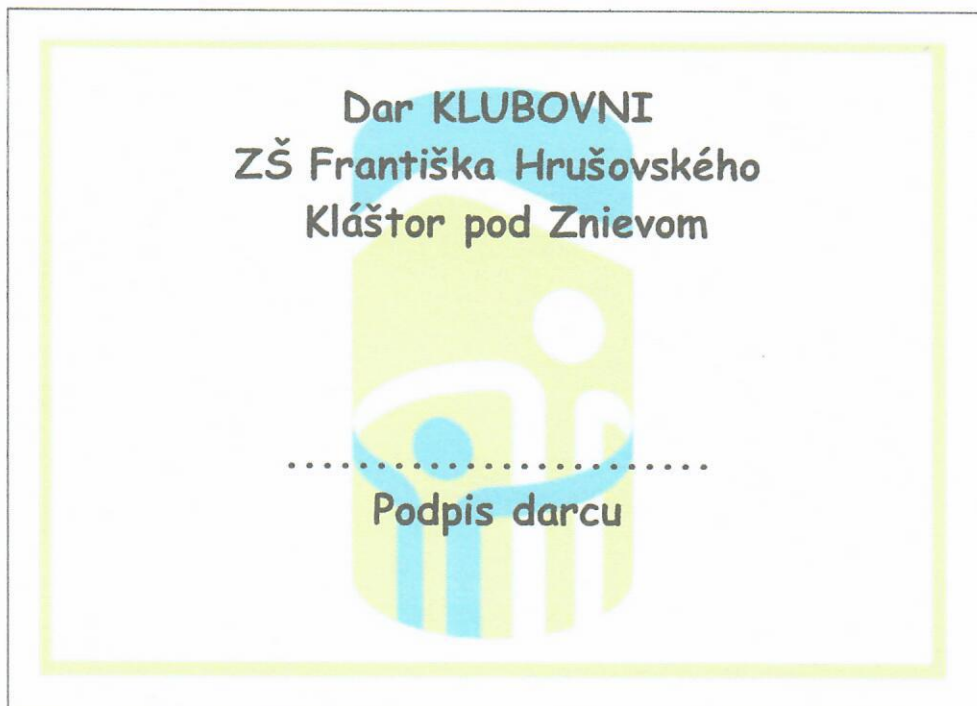 Dar KLUBOVNI
ZŠ Františka Hrušovského
Kláštor pod Znievom
...........................
Podpis darcu